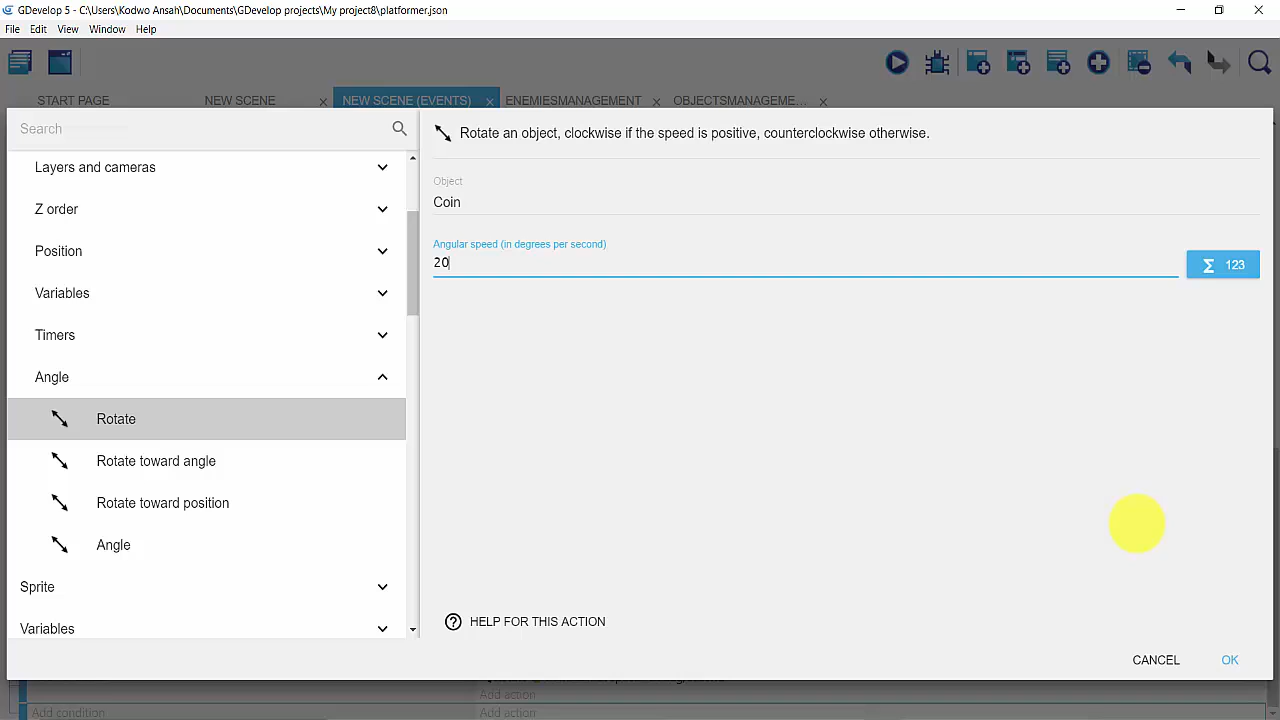 GDevelop 5 - C:\Users\Kodwo Ansah\Documents\GDevelop projects\My project8\platformer.json
File Edit View Window Help
START PAGE NEW SCENE NEW SCENE (EVENTS) ENEMIESMANAGEMENT OBJECTSMANAGEME...
Search
Rotate an object, clockwise if the speed is positive, counterclockwise otherwise.
Layers and cameras
Z order
Position
Variables
Timers
Angle
Rotate
Rotate toward angle
Rotate toward position
Angle
Sprite
Variables
Object
Coin
Angular speed (in degrees per second)
20
Σ 123
HELP FOR THIS ACTION
CANCEL OK
Add action
Add condition Add action